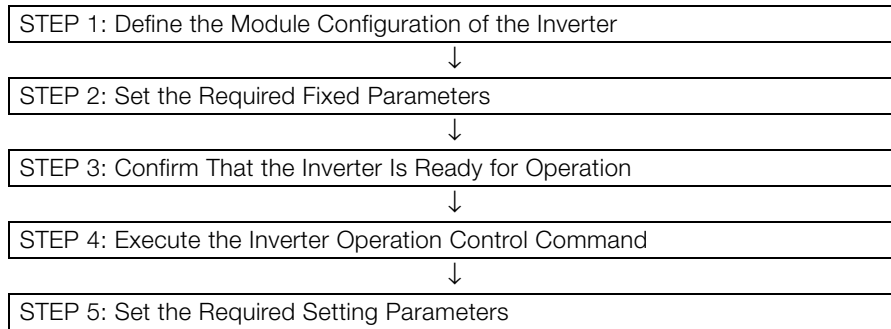 STEP 1: Define the Module Configuration of the Inverter
↓
STEP 2: Set the Required Fixed Parameters
↓
STEP 3: Confirm That the Inverter Is Ready for Operation
↓
STEP 4: Execute the Inverter Operation Control Command
↓
STEP 5: Set the Required Setting Parameters